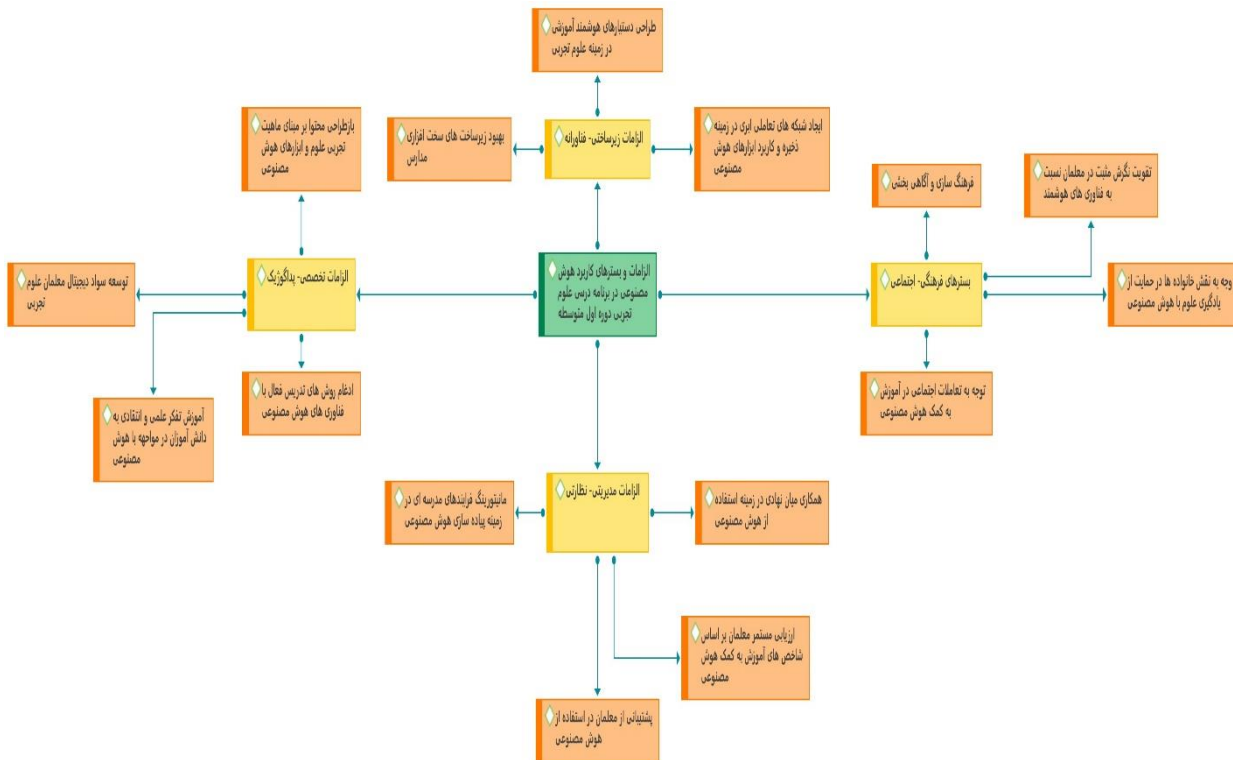 طراحی دستیارهای هوشمند آموزشی
در زمینه علوم تجربی
بازطراحی محتوا بر مبنای ماهیت
تجربی علوم و ابزارهای هوش
مصنوعی
بهبود زیرساخت های سخت افزاری
مدارس
الزامات زیرساختی- فناورانه
ایجاد شبکه های تعاملی ابری در زمینه
ذخیره و کاربرد ابزارهای هوش
مصنوعی
فرهنگ سازی و آگاهی بخشی
تقویت نگرش مثبت در معلمان نسبت
به فناوری های هوشمند
توسعه سواد دیجیتال معلمان علوم
تجربی
الزامات تخصصی- پداگوژیک
الزامات و بسترهای کاربرد هوش
مصنوعی در برنامه درسی علوم
تجربی دوره اول متوسطه
بسترهای فرهنگی- اجتماعی
وجه به نقش خانواده ها در حمایت از
یادگیری علوم با هوش مصنوعی
آموزش تفکر علمی و انتقادی به
دانش آموزان در مواجهه با هوش
مصنوعی
ادغام روش های تدریس فعال با
فناوری های هوش مصنوعی
توجه به تعاملات اجتماعی در آموزش
به کمک هوش مصنوعی
مانیتورینگ فرایندهای مدرسه ای در
زمینه پیاده سازی هوش مصنوعی
الزامات مدیریتی- نظارتی
همکاری میان نهادی در زمینه استفاده
از هوش مصنوعی
ارزیابی مستمر معلمان بر اساس
شاخص های آموزش به کمک هوش
مصنوعی
پشتیبانی از معلمان در استفاده از
هوش مصنوعی